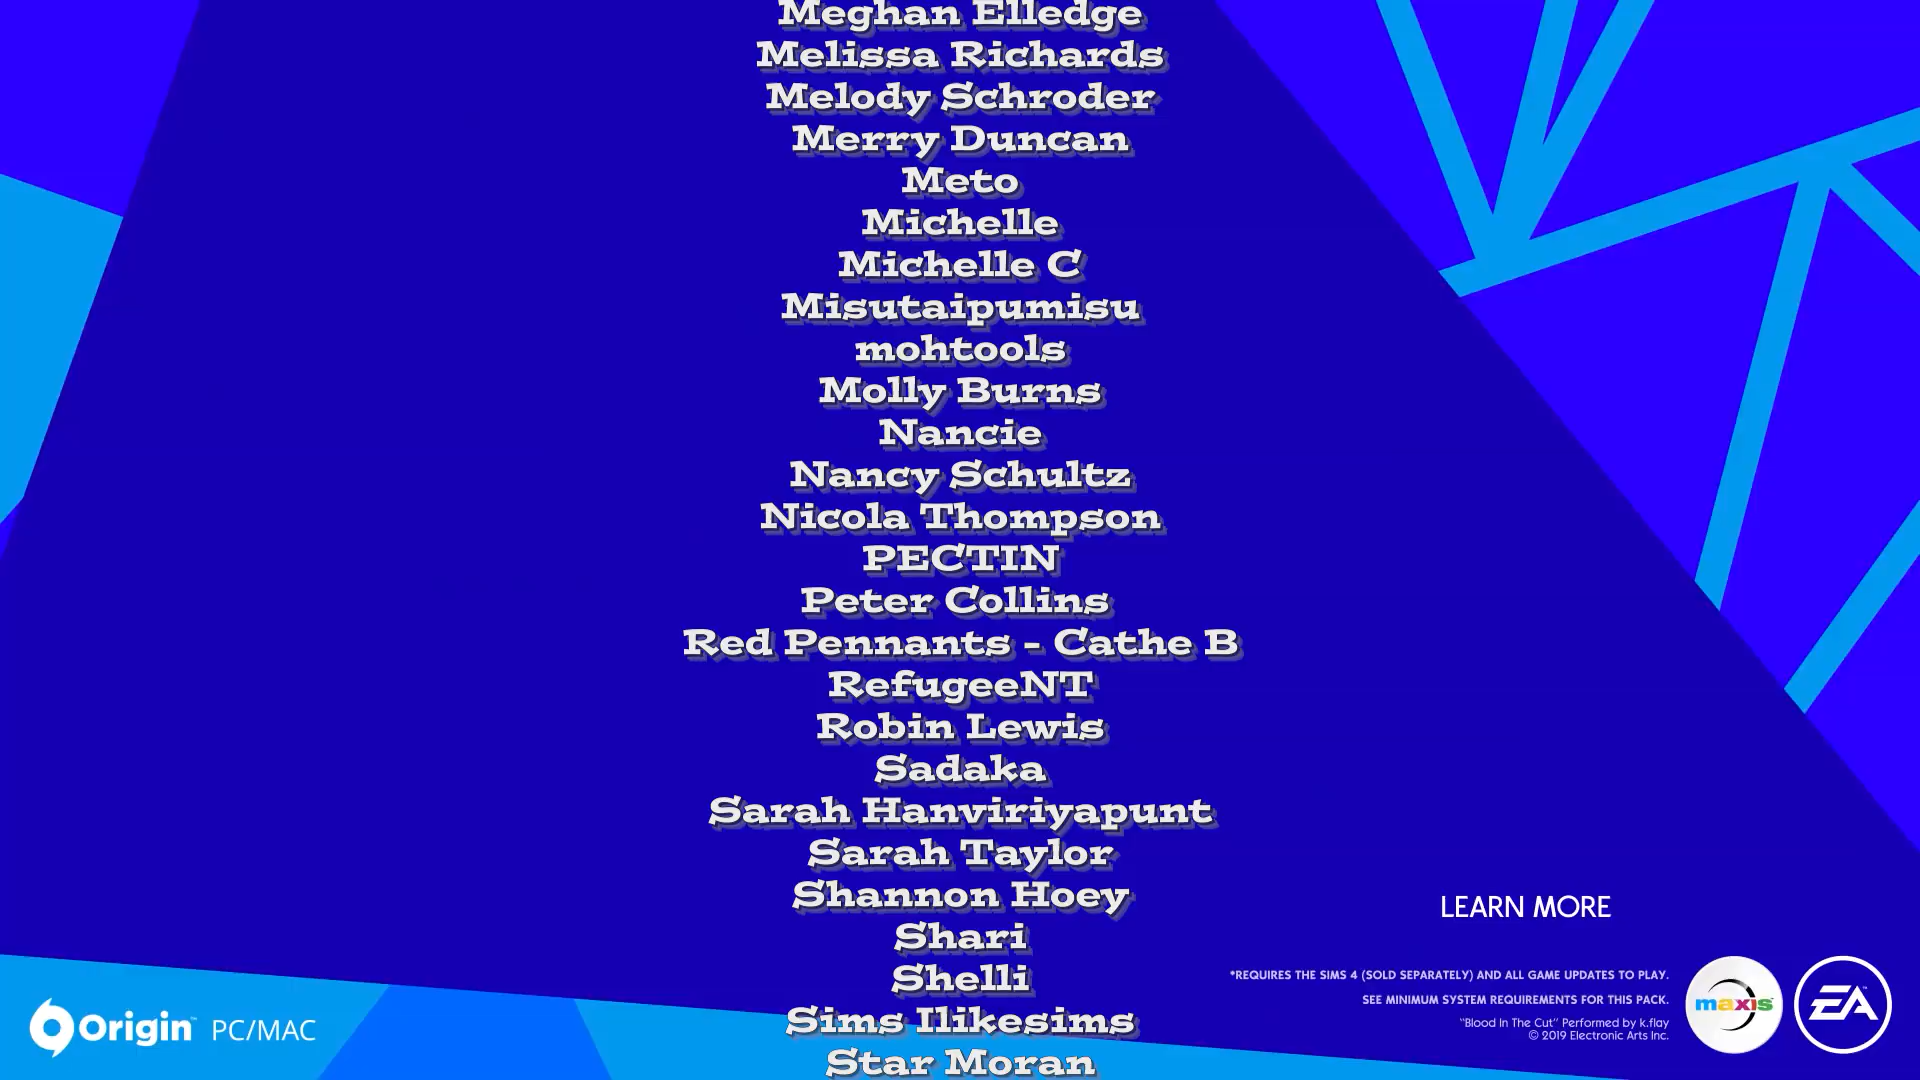 Meghan Elledge
Melissa Richards
Melody Schroder
Merry Duncan
Meto
Michelle
Michelle C
Misutaipumisu
mohtools
Molly Burns
Nancie
Nancy Schultz
Nicola Thompson
PECTIN
Peter Collins
Red Pennants - Cathe B
RefugeeNT
Robin Lewis
Sadaka
Sarah Hanviriyapunt
Sarah Taylor
Shannon Hoey
Shari
Shelli
Sims Ilikesims
Star Moran
LEARN MORE
*REQUIRES THE SIMS 4 (SOLD SEPARATELY) AND ALL GAME UPDATES TO PLAY.
SEE MINIMUM SYSTEM REQUIREMENTS FOR THIS PACK.
"Blood In The Cut" Performed by k.flay
© 2019 Electronic Arts Inc.
Origin™ PC/MAC
maxis™
EA™